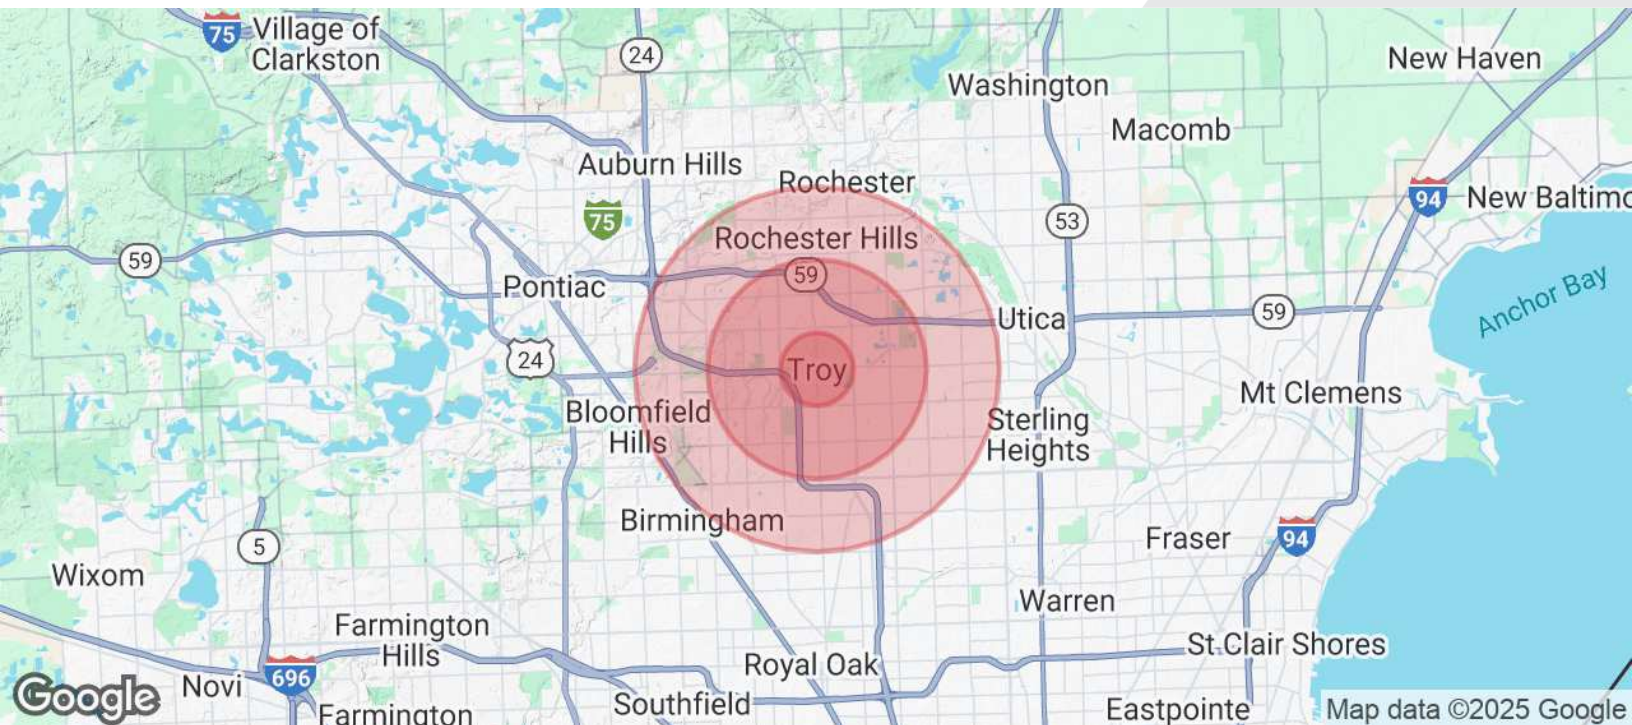 75
Village of
Clarkston
24
New Haven
Washington
Macomb
Auburn Hills
Rochester
94
New Baltimo
75
53
Rochester Hills
59
59
Pontiac
Anchor Bay
Utica
59
24
Troy
Mt Clemens
Bloomfield
Hills
Sterling
Heights
Birmingham
Fraser
94
5
Wixom
Warren
Farmington
Hills
St Clair Shores
Royal Oak
696
Novi
Google
Southfield
Farmington
Eastpointe
Map data ©2025 Google